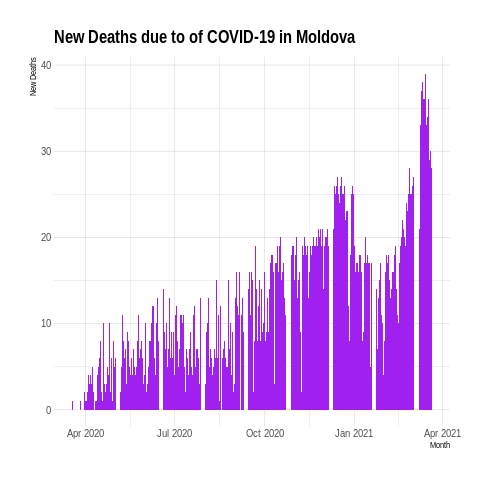 New Deaths due to of COVID-19 in Moldova
New Deaths
40
30
20
10
0
Apr 2020
Jul 2020
Oct 2020
Jan 2021
Apr 2021
Month